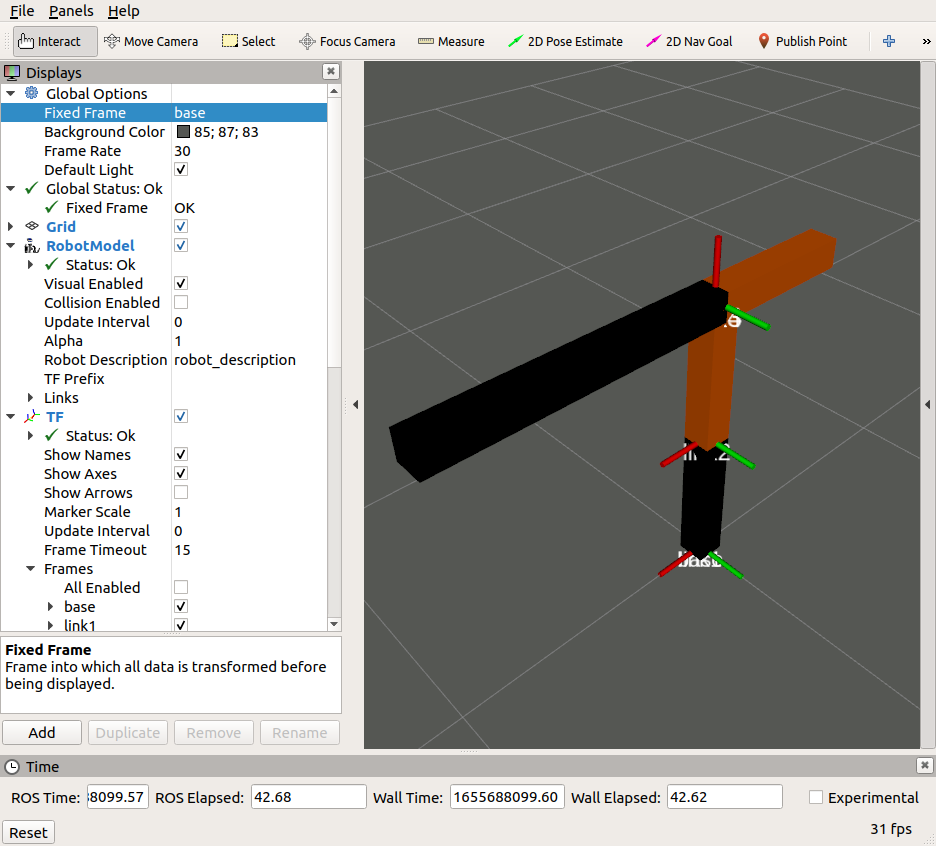 File Panels Help
Interact Move Camera Select Focus Camera Measure 2D Pose Estimate 2D Nav Goal Publish Point »
Displays
Global Options
Fixed Frame base
Background Color 85; 87; 83
Frame Rate 30
Default Light
Global Status: Ok
Fixed Frame OK
Grid
RobotModel
Status: Ok
Visual Enabled
Collision Enabled
Update Interval 0
Alpha 1
Robot Description robot_description
TF Prefix
Links
TF
Status: Ok
Show Names
Show Axes
Show Arrows
Marker Scale 1
Update Interval 0
Frame Timeout 15
Frames
All Enabled
base
link1
Fixed Frame
Frame into which all data is transformed before
being displayed.
Add Duplicate Remove Rename
Time
ROS Time: 38099.57 ROS Elapsed: 42.68 Wall Time: 1655688099.60 Wall Elapsed: 42.62 Experimental
Reset 31 fps